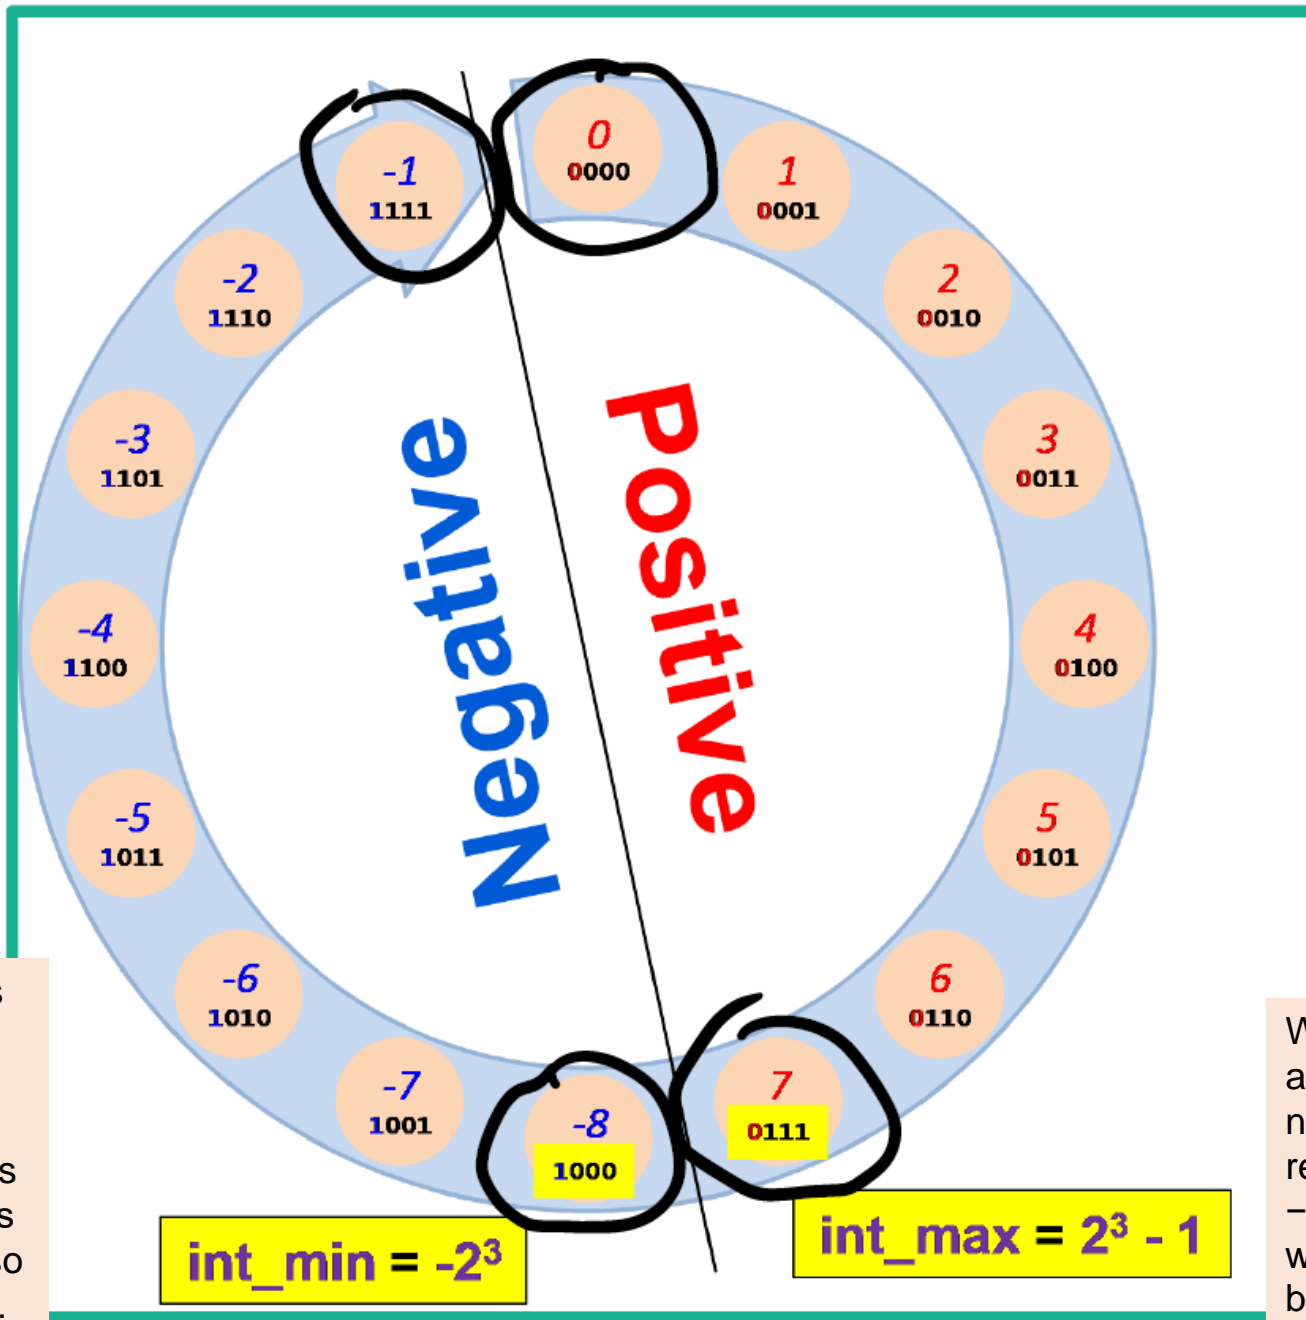 0
0000
1
0001
2
0010
3
0011
4
0100
5
0101
6
0110
7
0111
-8
1000
-7
1001
-6
1010
-5
1011
-4
1100
-3
1101
-2
1110
-1
1111
Negative
Positive
int_min = -2³
int_max = 2³ - 1
s
s
s
so
.
W
a
n
re
–
w
b